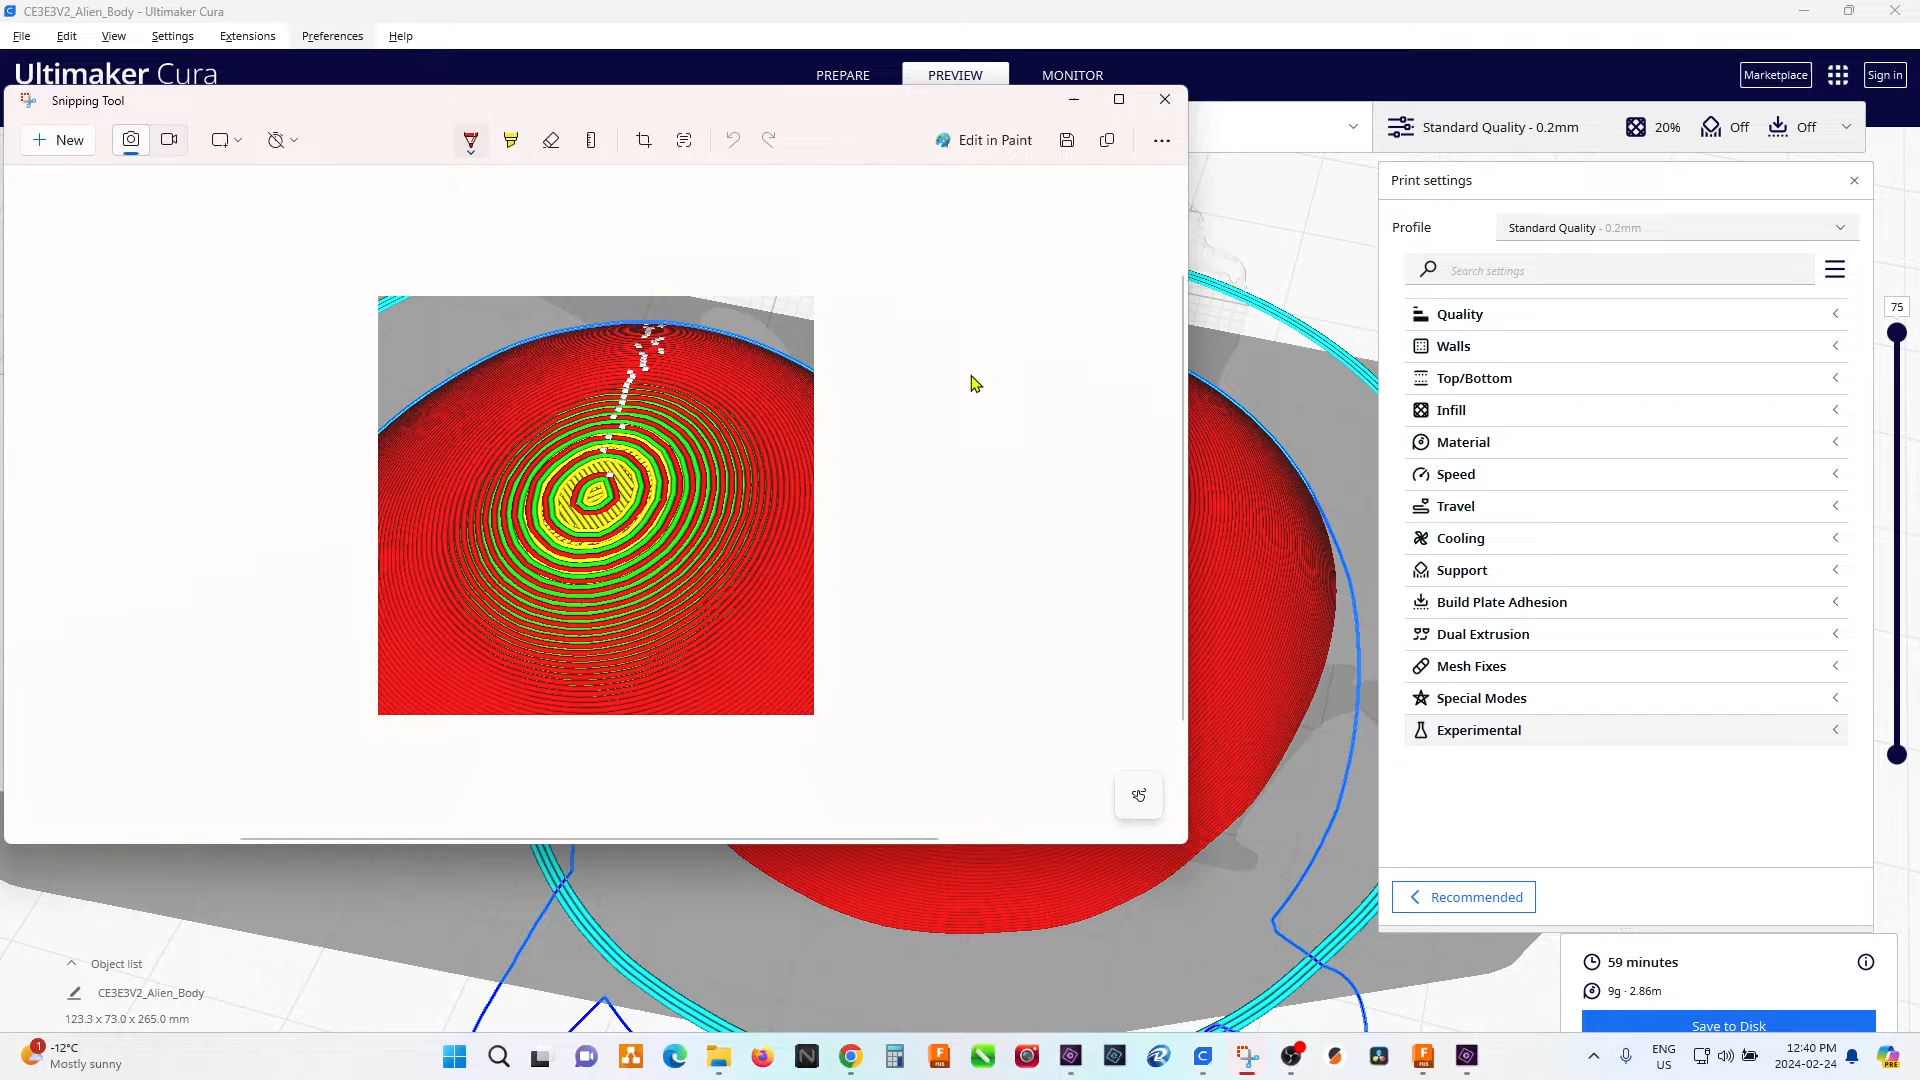 CE3E3V2_Alien_Body - Ultimaker Cura
File Edit View Settings Extensions Preferences Help
Ultimaker Cura
PREPARE PREVIEW MONITOR
Marketplace Sign in
Snipping Tool
New
Edit in Paint
Standard Quality - 0.2mm 20% Off Off
Print settings
Profile Standard Quality - 0.2mm
Search settings
Quality
Walls
Top/Bottom
Infill
Material
Speed
Travel
Cooling
Support
Build Plate Adhesion
Dual Extrusion
Mesh Fixes
Special Modes
Experimental
75
Recommended
Object list
CE3E3V2_Alien_Body
123.3 x 73.0 x 265.0 mm
59 minutes
9g · 2.86m
Save to Disk
1
-12°C
Mostly sunny
ENG
US
12:40 PM
2024-02-24
PRE